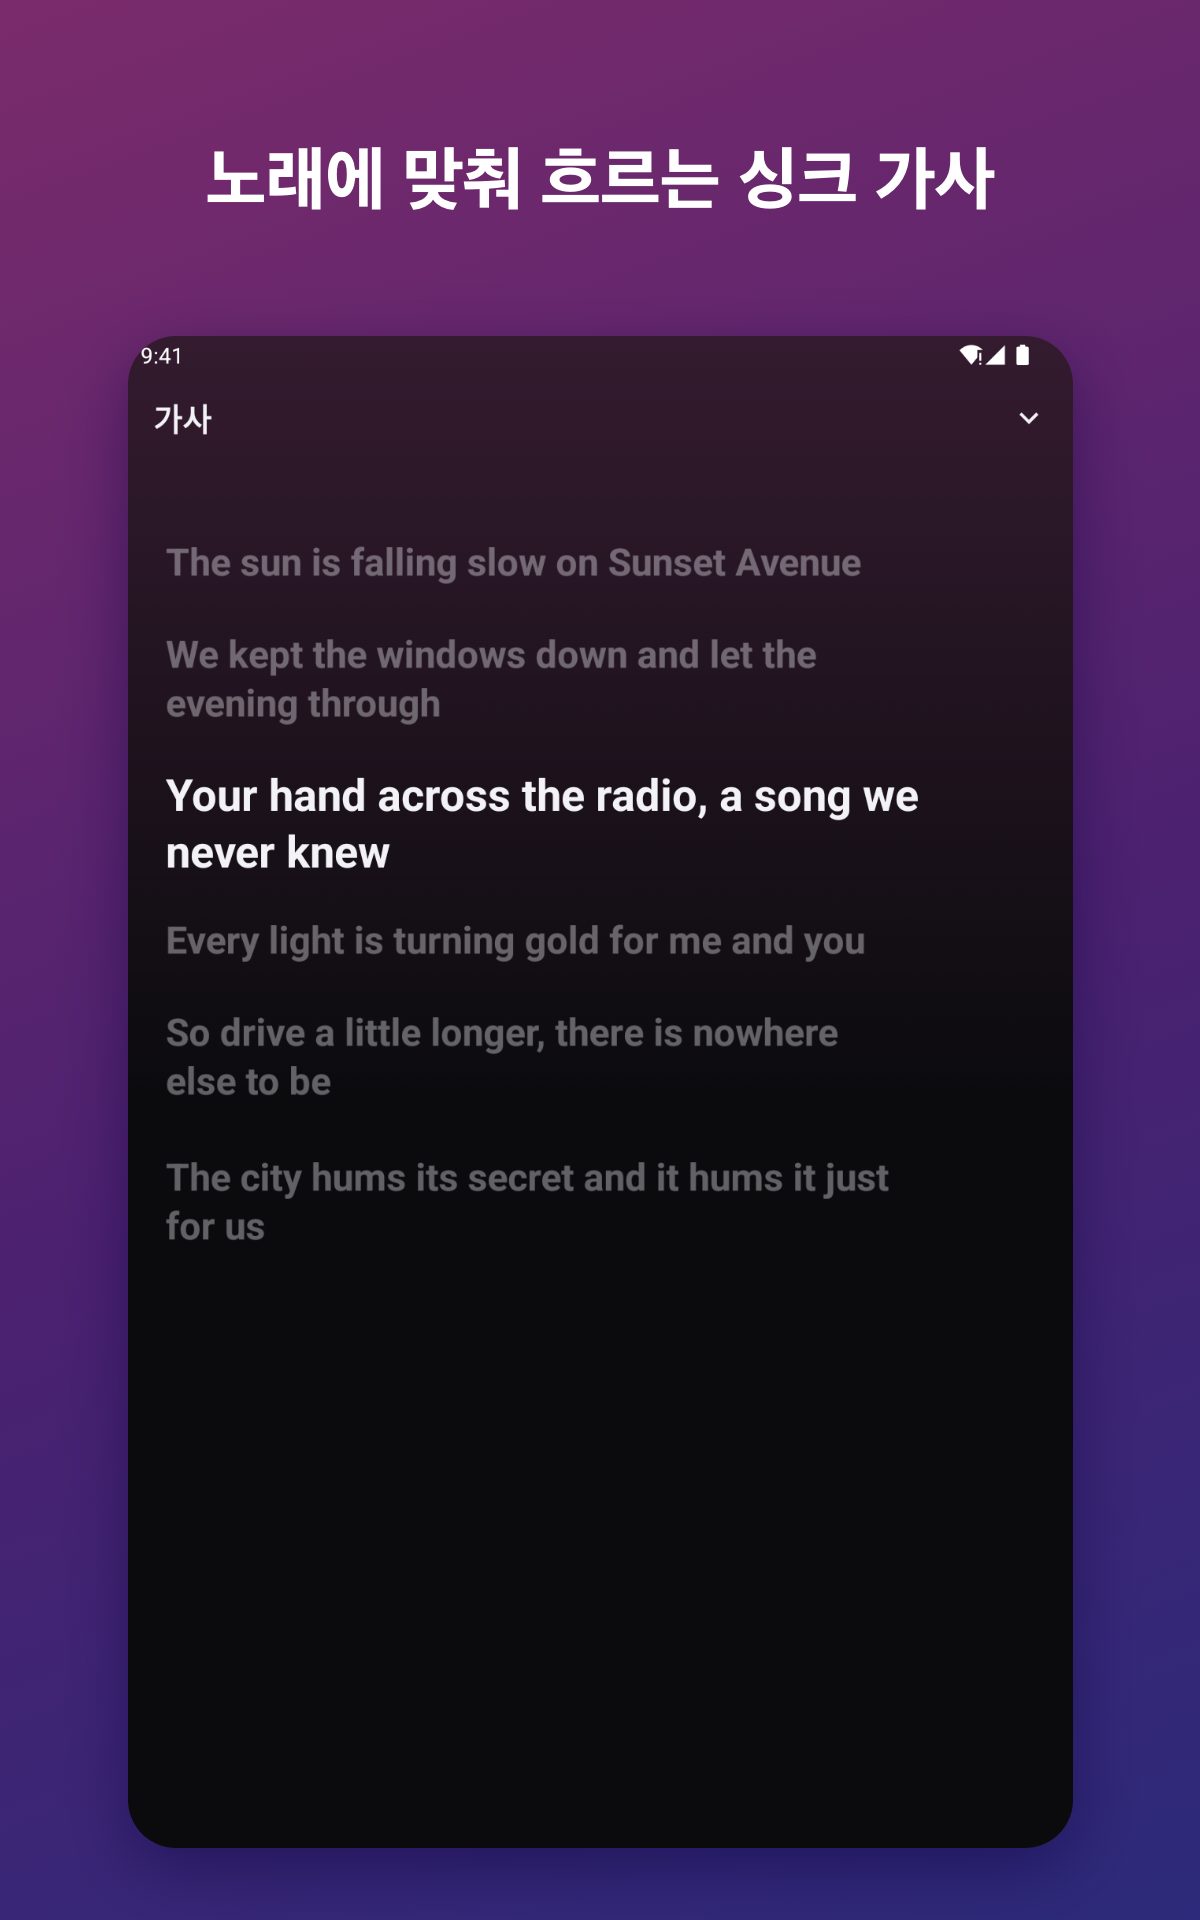 노래에 맞춰 흐르는 싱크 가사
9:41
가사
The sun is falling slow on Sunset Avenue
We kept the windows down and let the
evening through
Your hand across the radio, a song we
never knew
Every light is turning gold for me and you
So drive a little longer, there is nowhere
else to be
The city hums its secret and it hums it just
for us